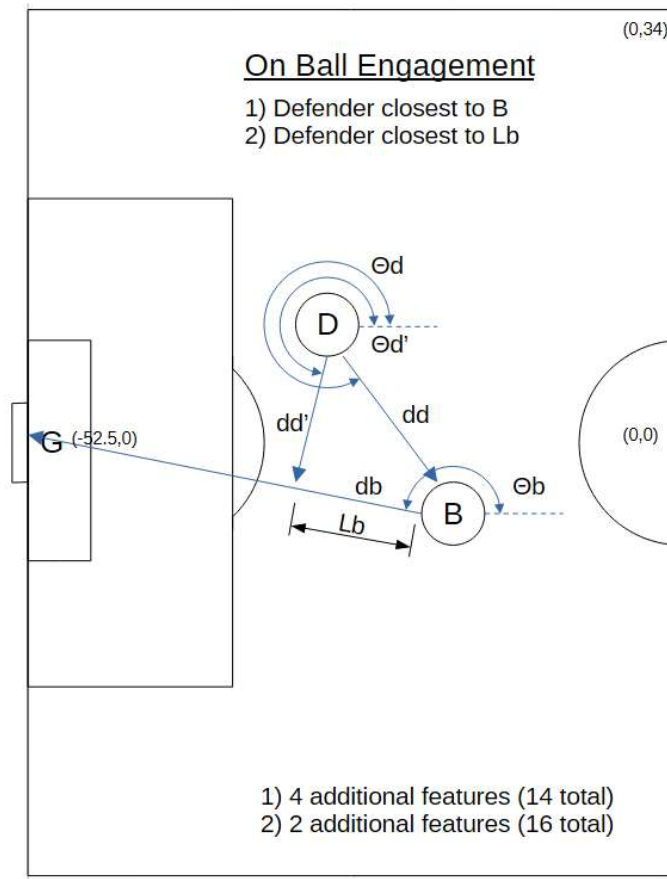 (0,34)
On Ball Engagement
1) Defender closest to B
2) Defender closest to Lb
Θd
D
Θd’
dd’
dd
G (-52.5,0)
(0,0)
db
Θb
B
Lb
1) 4 additional features (14 total)
2) 2 additional features (16 total)